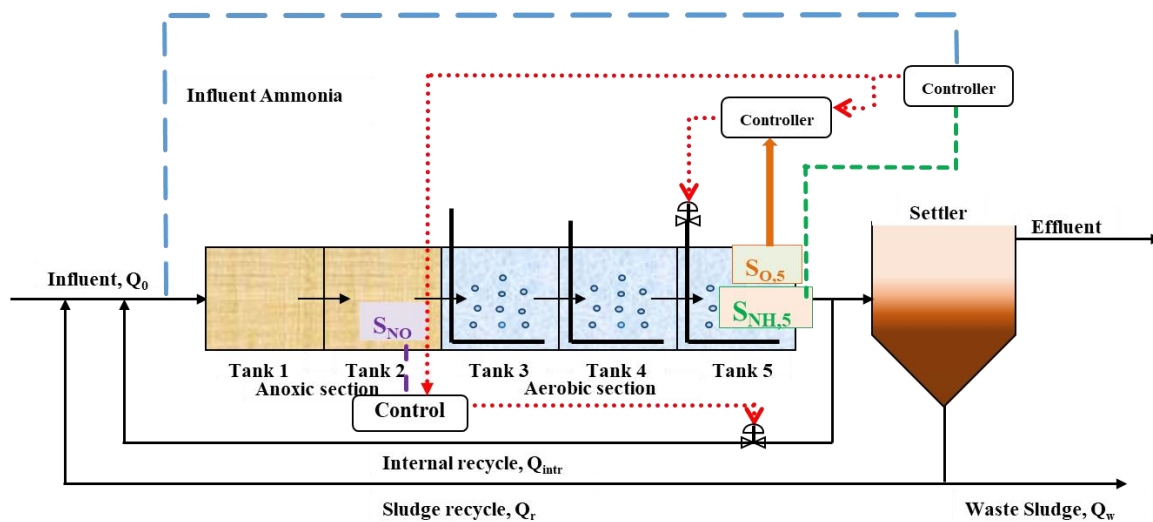 Influent Ammonia
Controller
Controller
Settler
Effluent
Influent, Q0
SO,5
SNO
SNH,5
Tank 1
Tank 2
Tank 3
Tank 4
Tank 5
Anoxic section
Aerobic section
Control
Internal recycle, Qintr
Sludge recycle, Qr
Waste Sludge, Qw